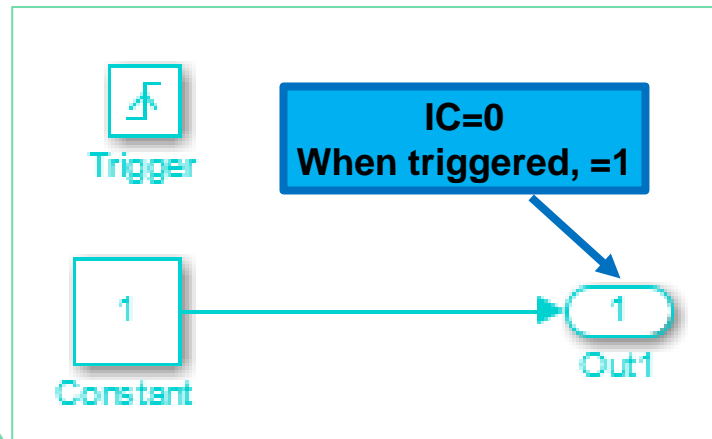 IC=0
When triggered, =1
Trigger
1
1
Constant
Out1